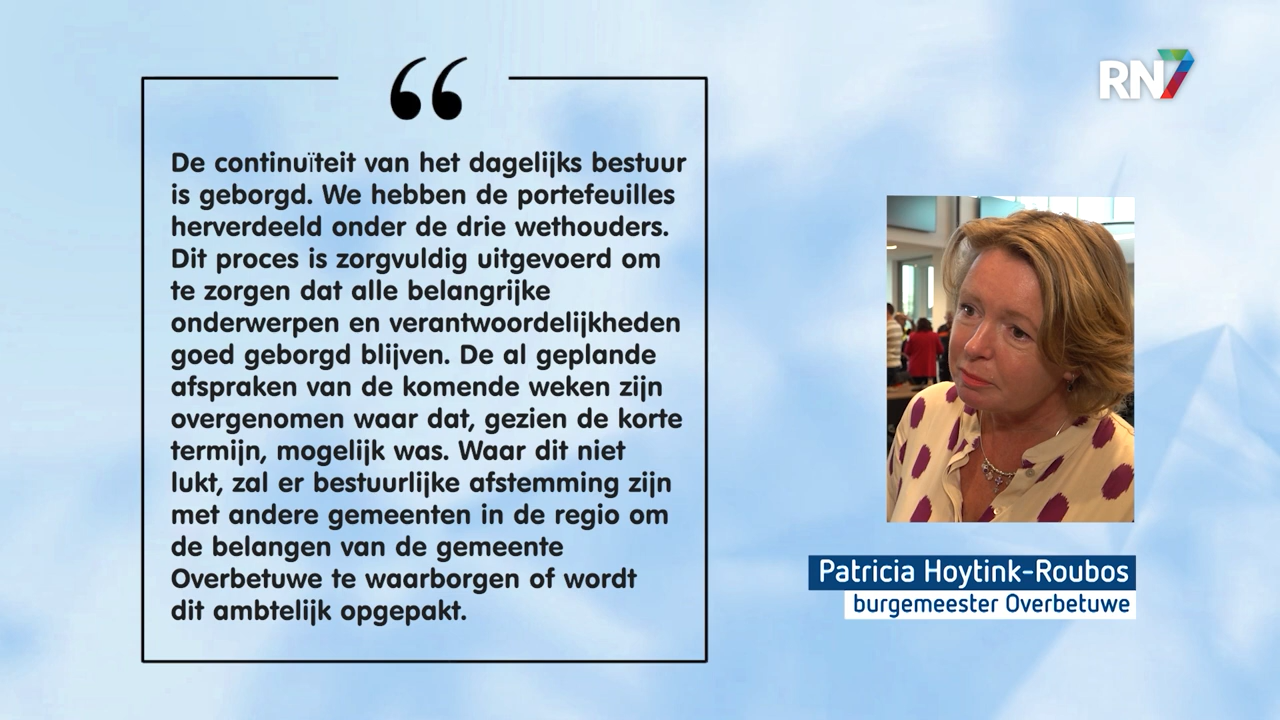 RN7
“
De continuïteit van het dagelijks bestuur
is geborgd. We hebben de portefeuilles
herverdeeld onder de drie wethouders.
Dit proces is zorgvuldig uitgevoerd om
te zorgen dat alle belangrijke
onderwerpen en verantwoordelijkheden
goed geborgd blijven. De al geplande
afspraken van de komende weken zijn
overgenomen waar dat, gezien de korte
termijn, mogelijk was. Waar dit niet
lukt, zal er bestuurlijke afstemming zijn
met andere gemeenten in de regio om
de belangen van de gemeente
Overbetuwe te waarborgen of wordt
dit ambtelijk opgepakt.
Patricia Hoytink-Roubos
burgemeester Overbetuwe